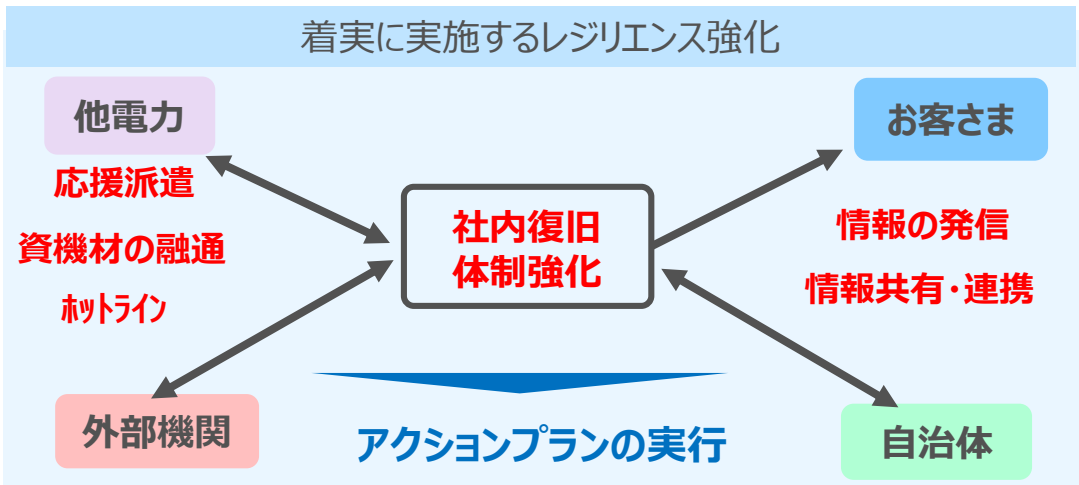 着実に実施するレジリエンス強化
他電力
お客さま
応援派遣
資機材の融通
ﾎｯﾄﾗｲﾝ
社内復旧
体制強化
情報の発信
情報共有・連携
外部機関
自治体
アクションプランの実行